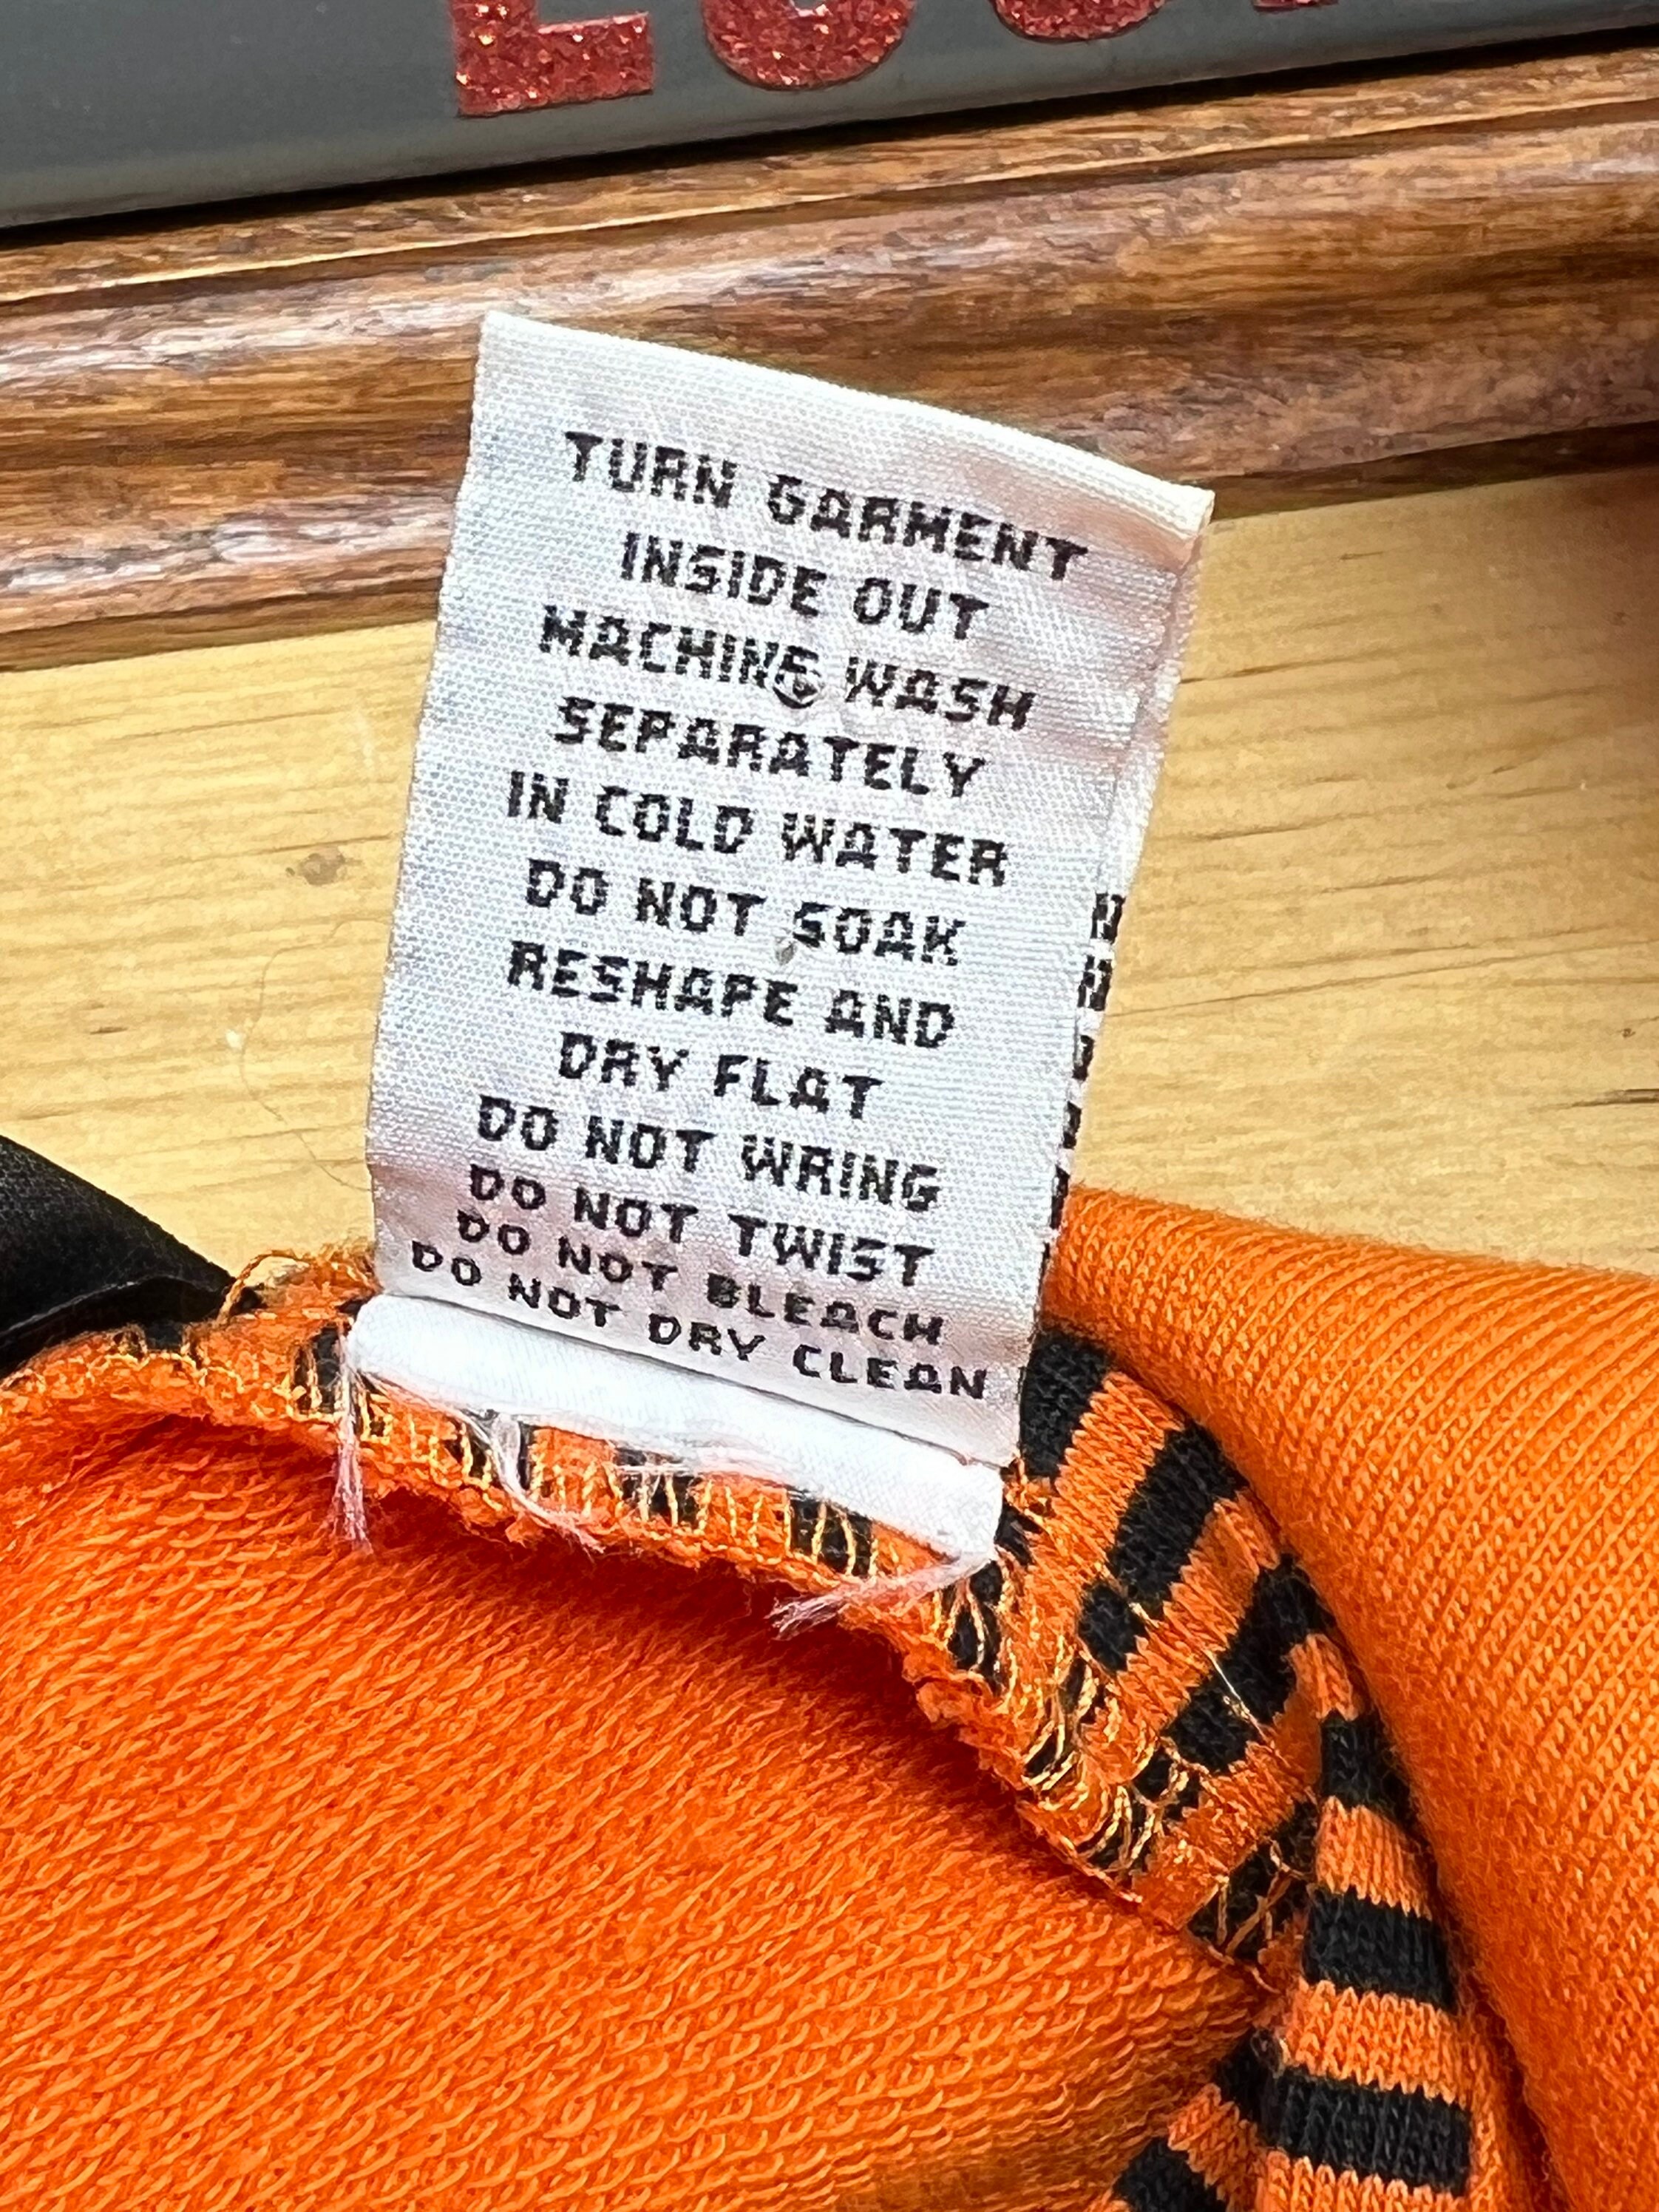 TURN GARMENT
INSIDE OUT
MACHINE WASH
SEPARATELY
IN COLD WATER
DO NOT SOAK
RESHAPE AND
DRY FLAT
DO NOT WRING
DO NOT TWIST
DO NOT BLEACH
DO NOT DRY CLEAN